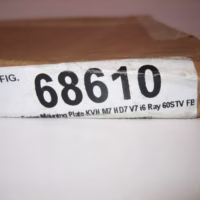 FIG. 68610
Mounting Plate KVH M7 HD7 V7 i6 Ray 60STV FB